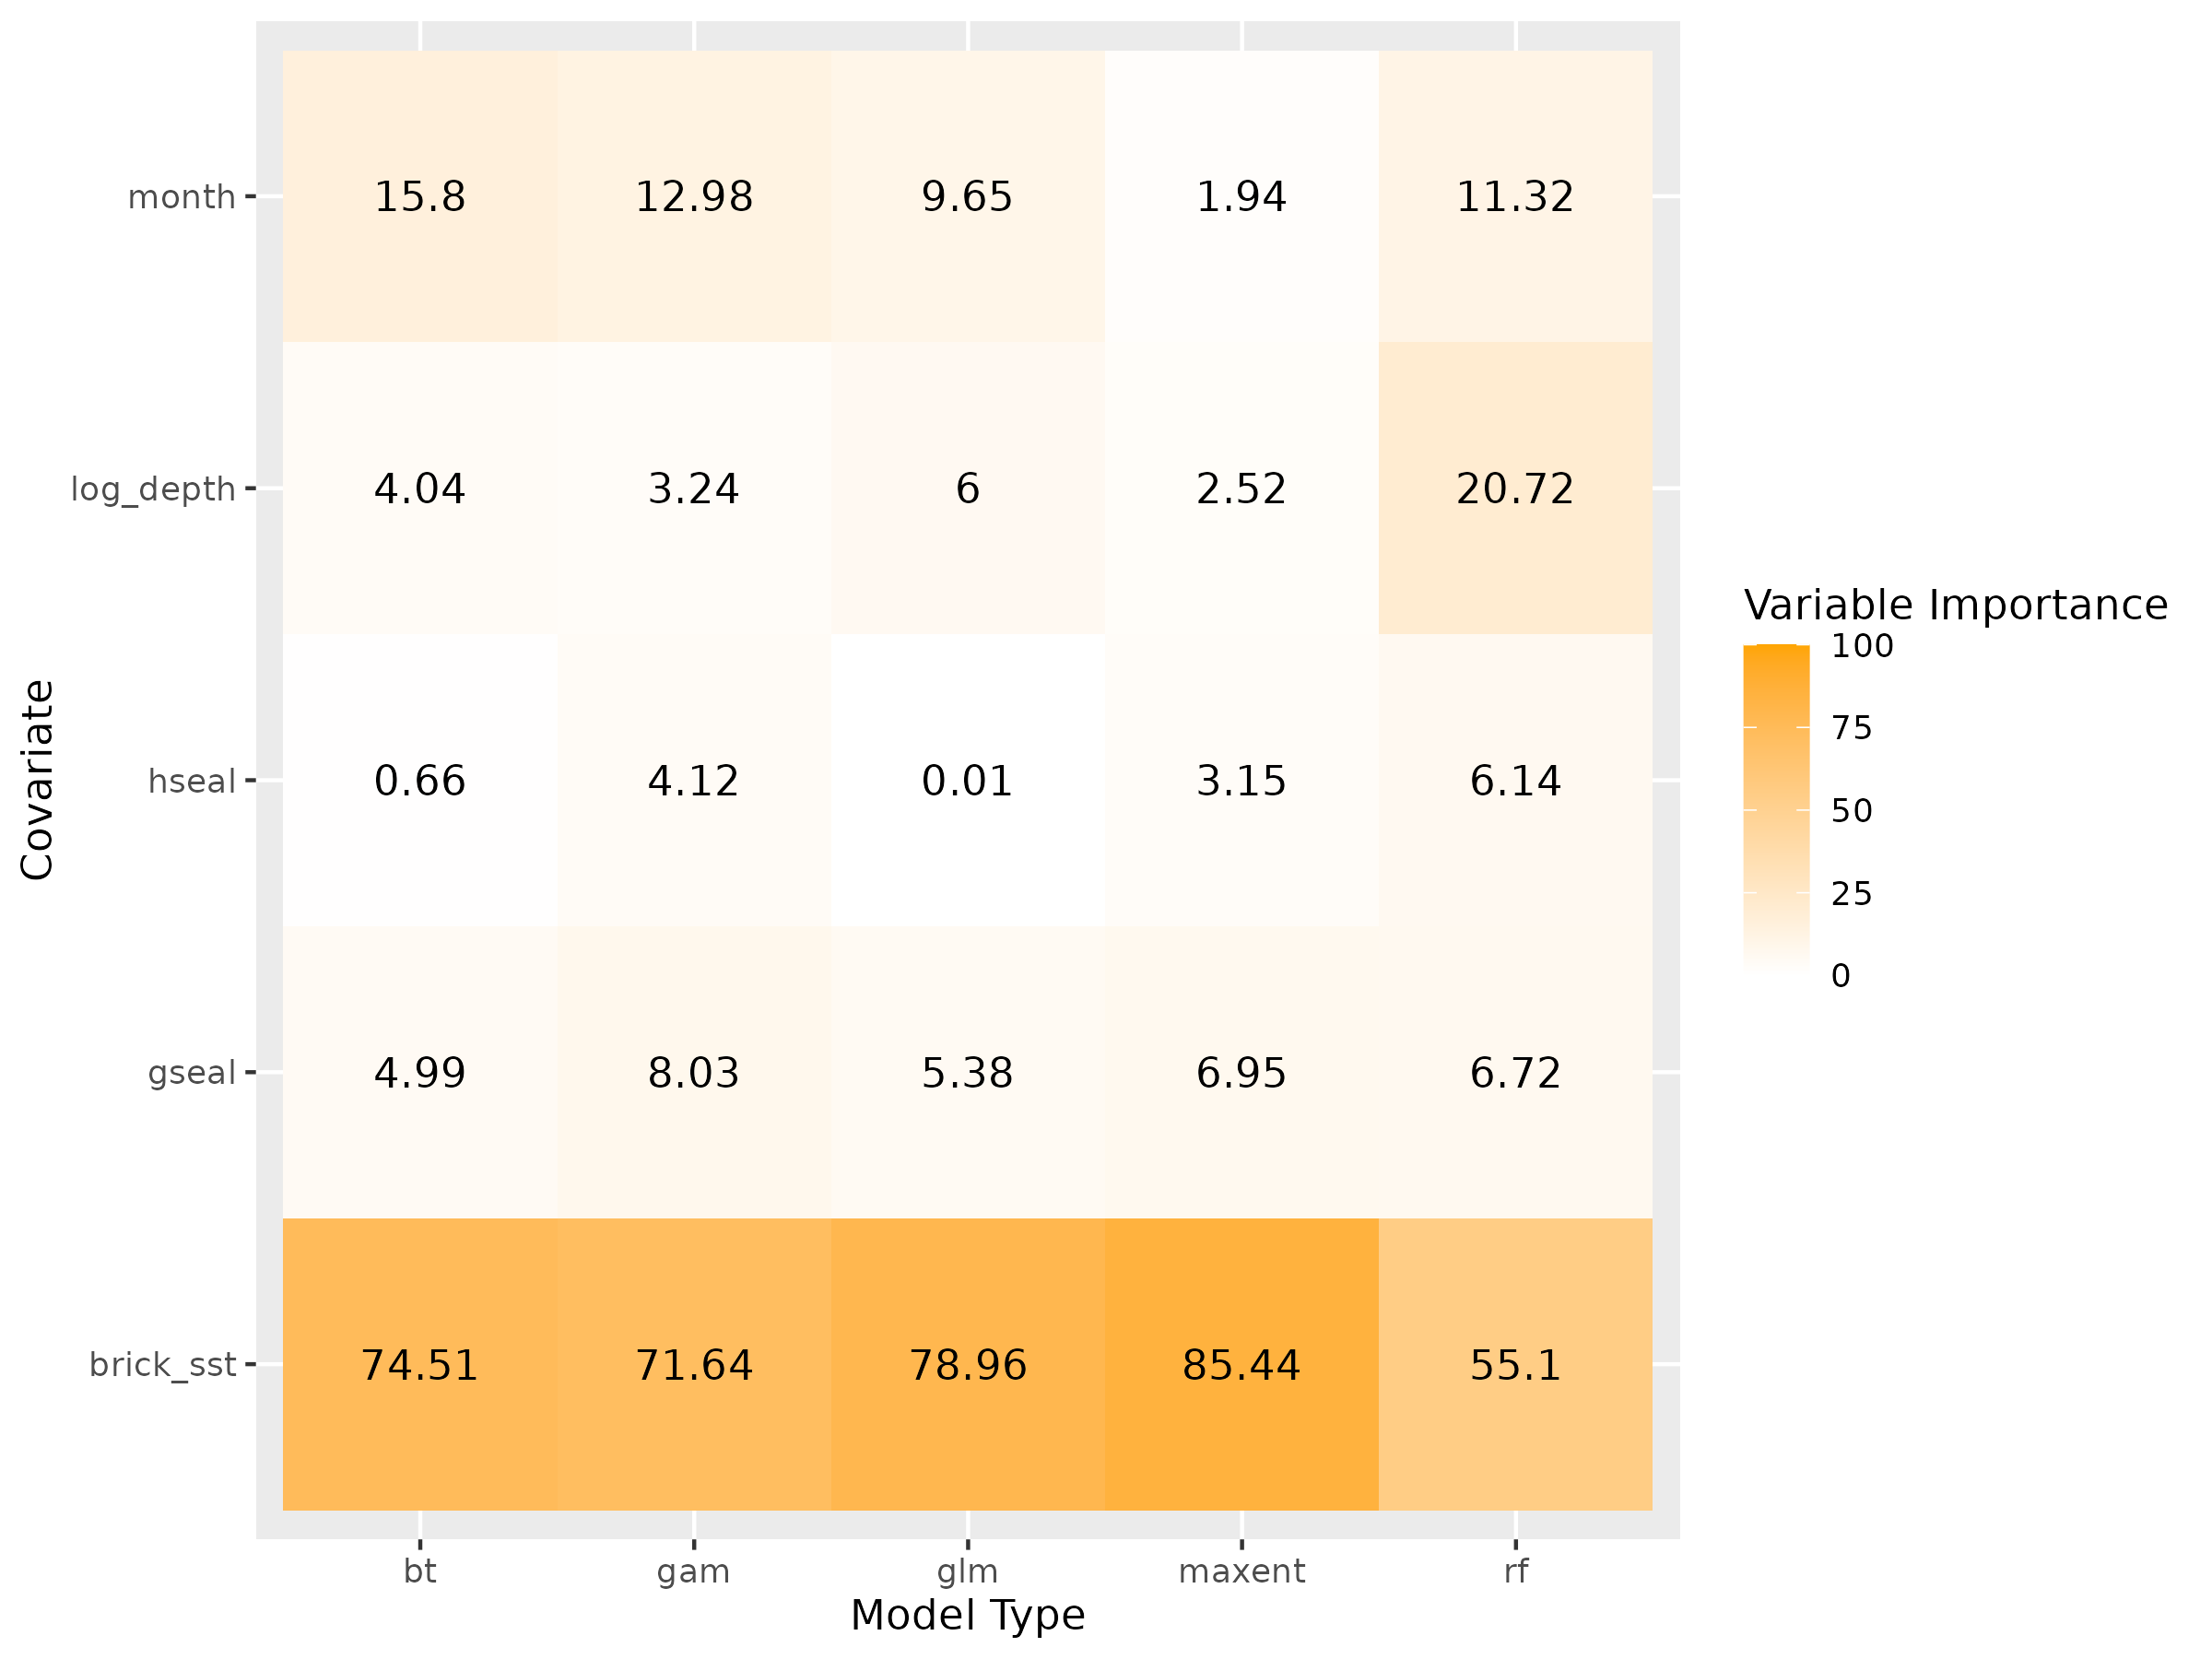 month 15.8 12.98 9.65 1.94 11.32
log_depth 4.04 3.24 6 2.52 20.72
hseal 0.66 4.12 0.01 3.15 6.14
gseal 4.99 8.03 5.38 6.95 6.72
brick_sst 74.51 71.64 78.96 85.44 55.1
bt gam glm maxent rf
Model Type
Covariate
Variable Importance
100
75
50
25
0